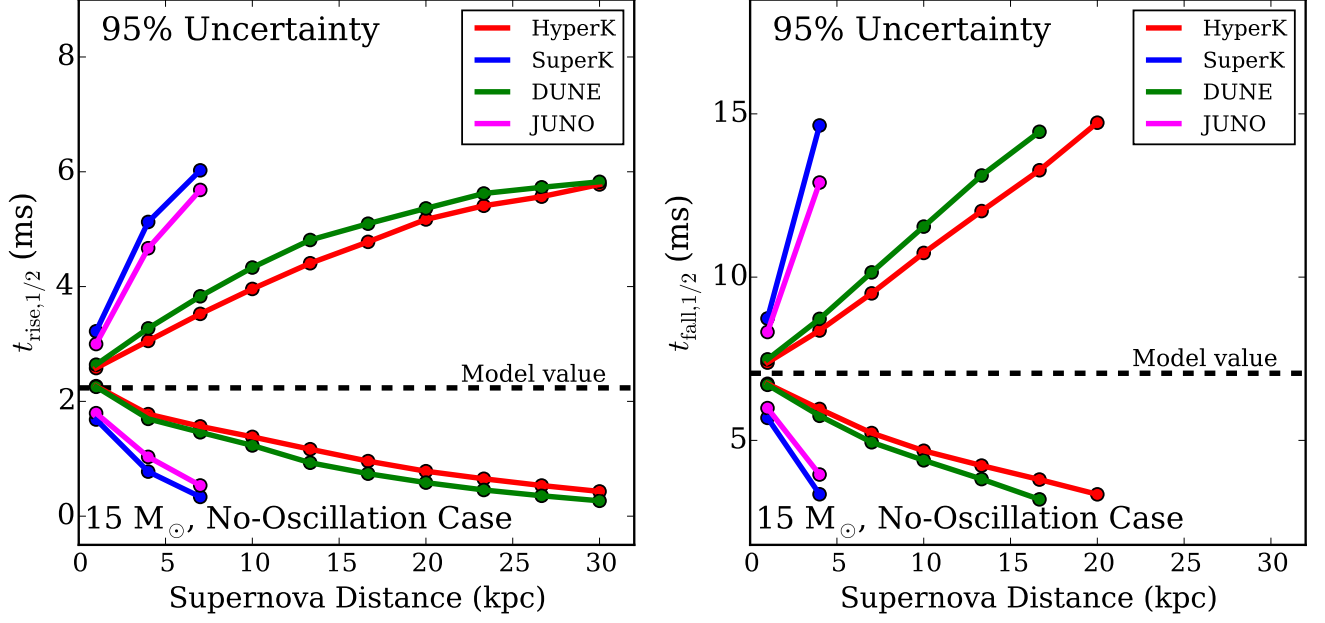 95% Uncertainty
HyperK
SuperK
DUNE
JUNO
8
6
4
2
0
t_rise,1/2 (ms)
Model value
15 M⊙, No-Oscillation Case
0 5 10 15 20 25 30
Supernova Distance (kpc)
95% Uncertainty
HyperK
SuperK
DUNE
JUNO
15
10
5
t_fall,1/2 (ms)
Model value
15 M⊙, No-Oscillation Case
0 5 10 15 20 25 30
Supernova Distance (kpc)